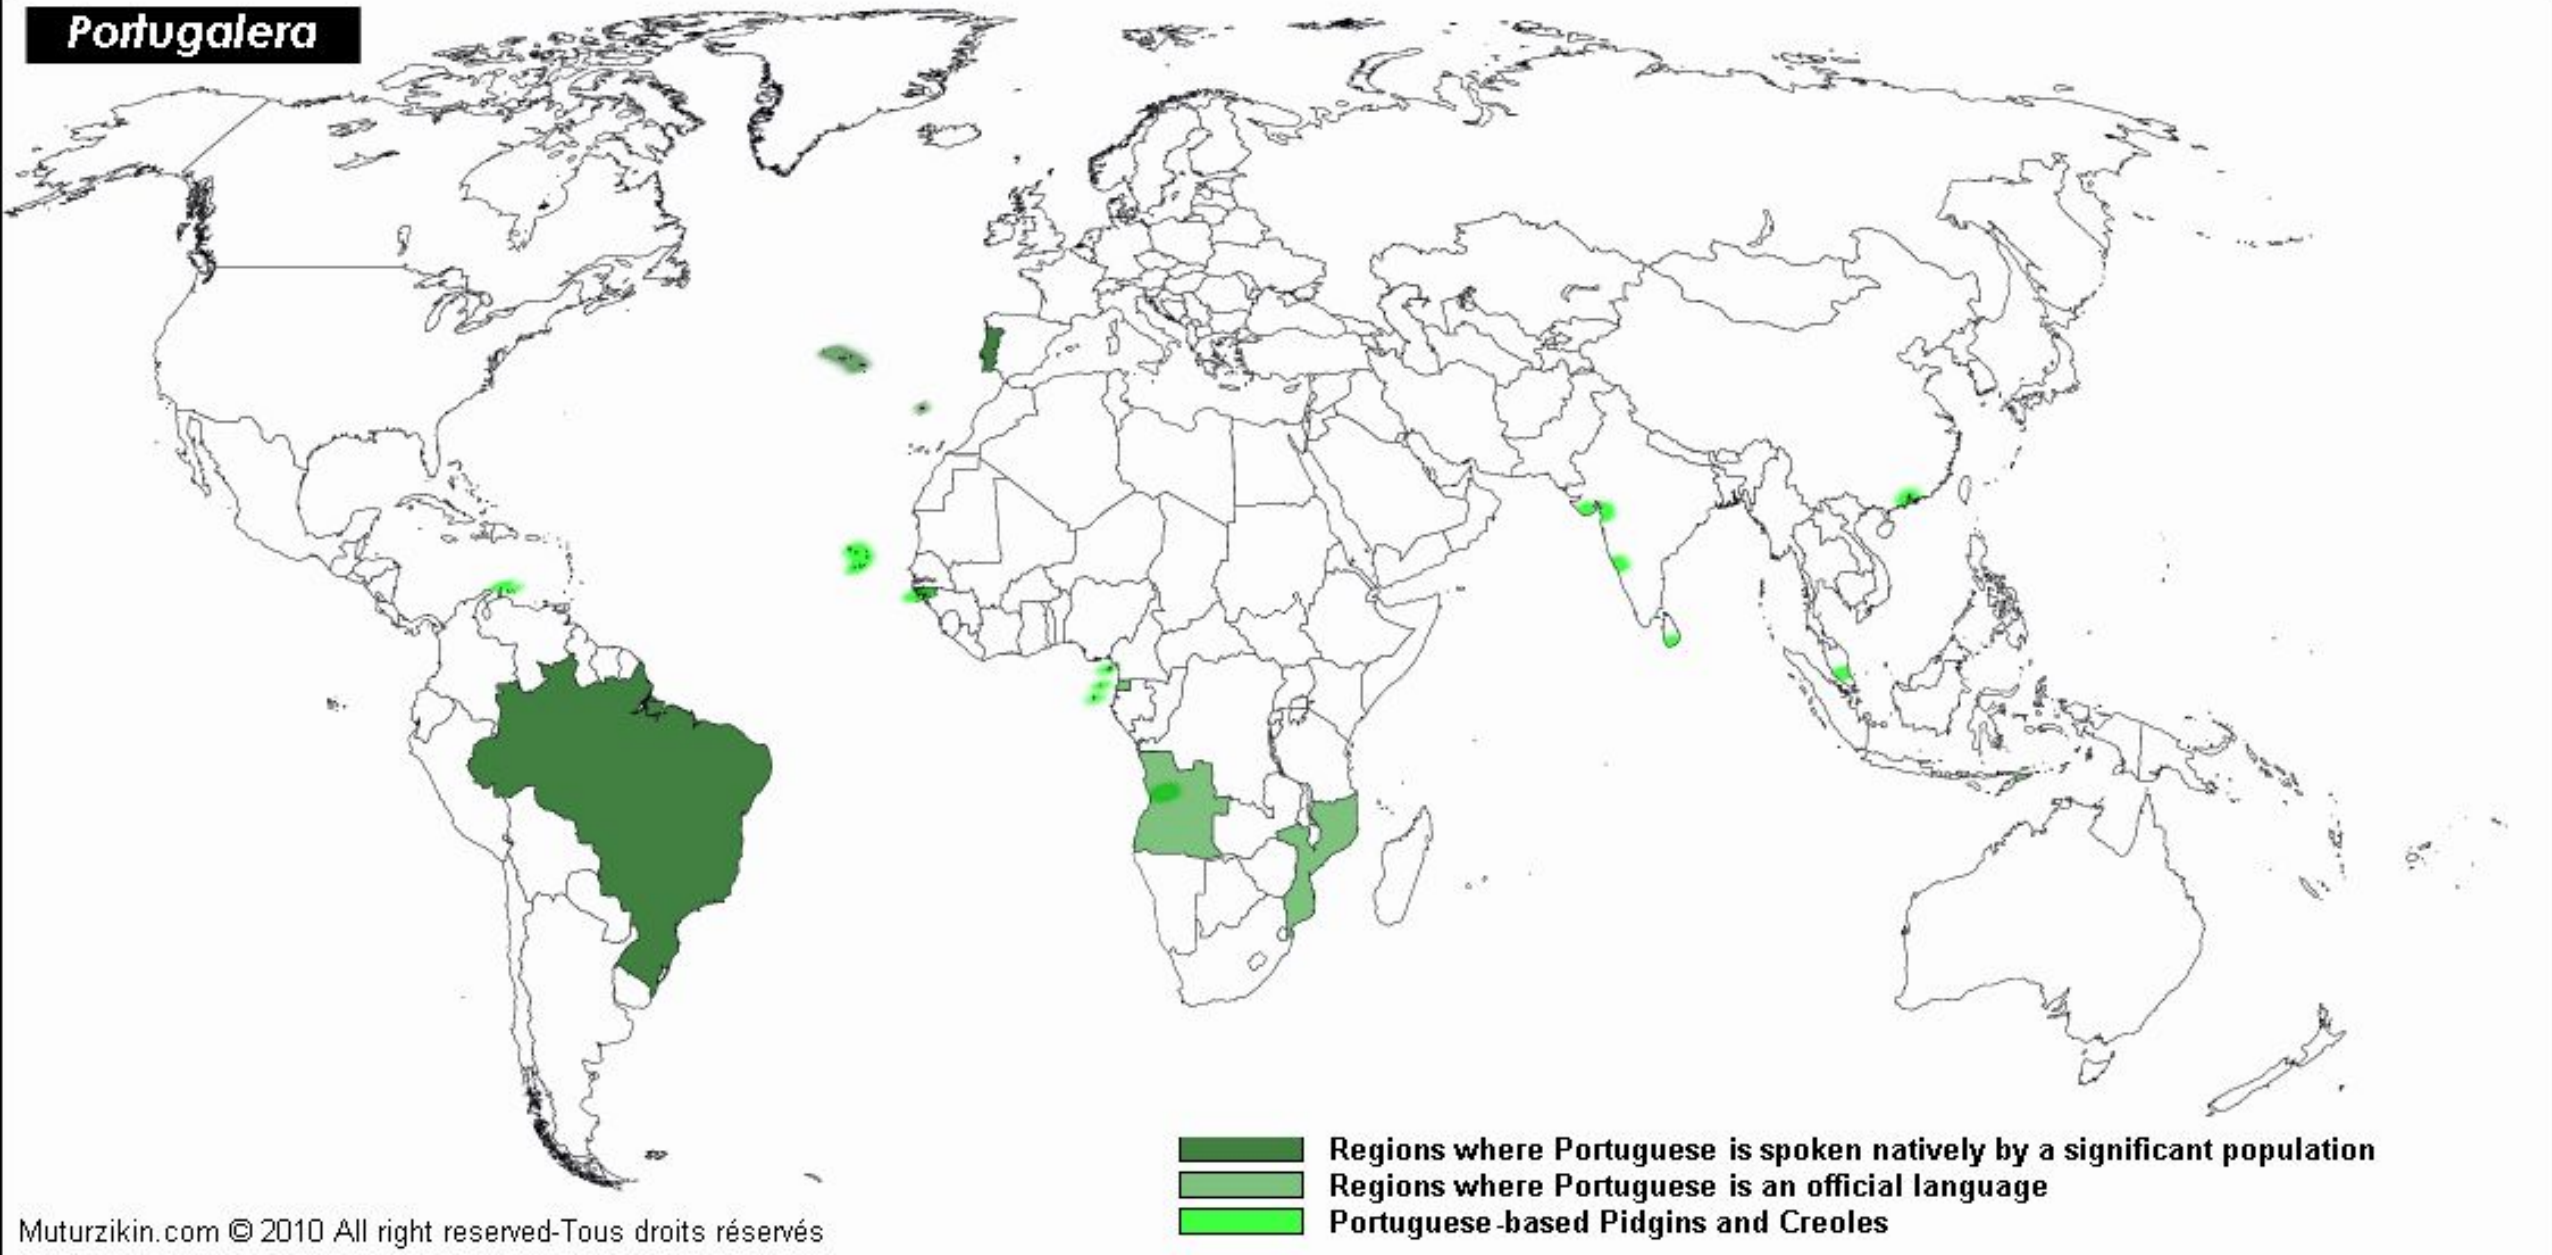 Portugalera
Regions where Portuguese is spoken natively by a significant population
Regions where Portuguese is an official language
Portuguese-based Pidgins and Creoles
Muturzikin.com © 2010 All right reserved-Tous droits réservés